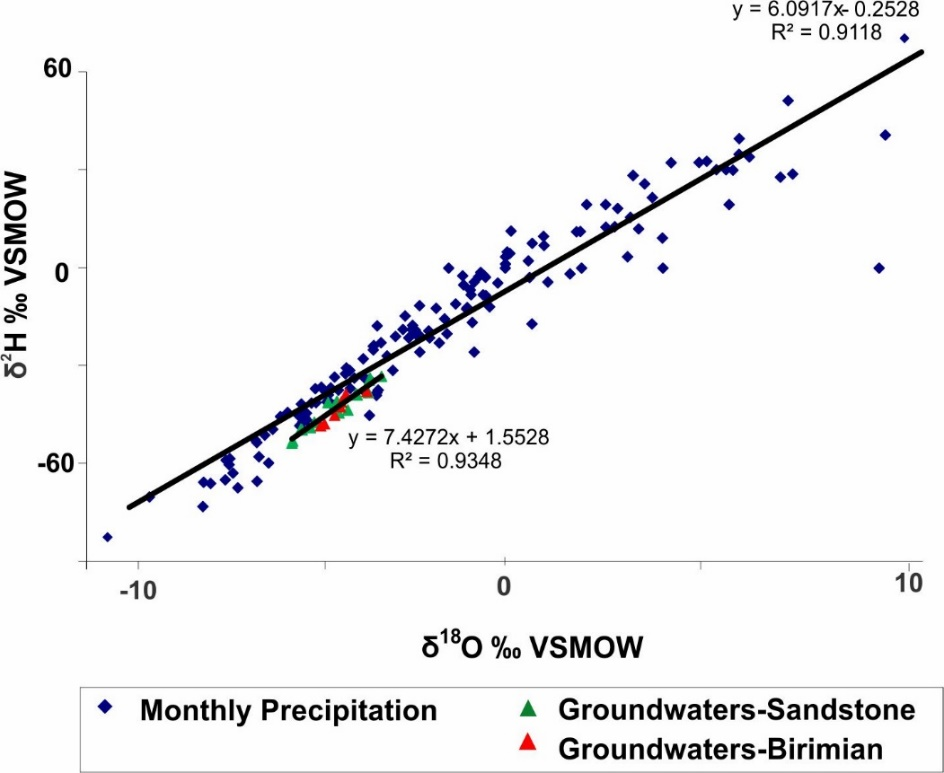 y = 6.0917x- 0.2528
R² = 0.9118
60
0
-60
δ²H ‰ VSMOW
y = 7.4272x + 1.5528
R² = 0.9348
-10 0 10
δ¹⁸O ‰ VSMOW
Monthly Precipitation
Groundwaters-Sandstone
Groundwaters-Birimian